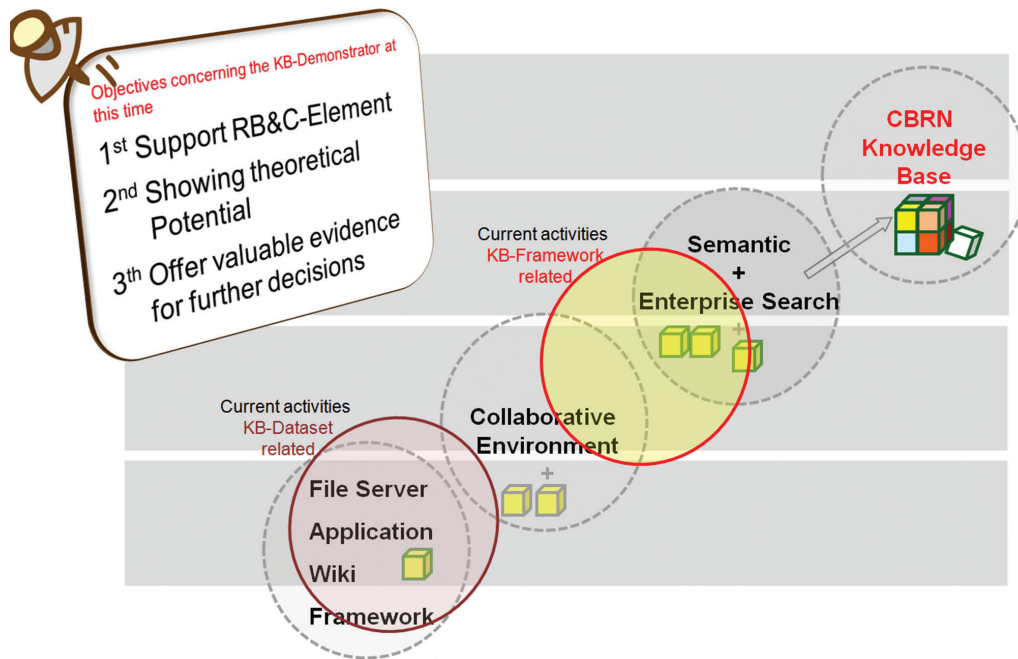 Objectives concerning the KB-Demonstrator at
this time
1st Support RB&C-Element
2nd Showing theoretical
Potential
3th Offer valuable evidence
for further decisions
CBRN
Knowledge
Base
Current activities
KB-Framework
related
Semantic
+
Enterprise Search
+
Current activities
KB-Dataset
related
Collaborative
Environment
+
File Server
Application
Wiki
Framework